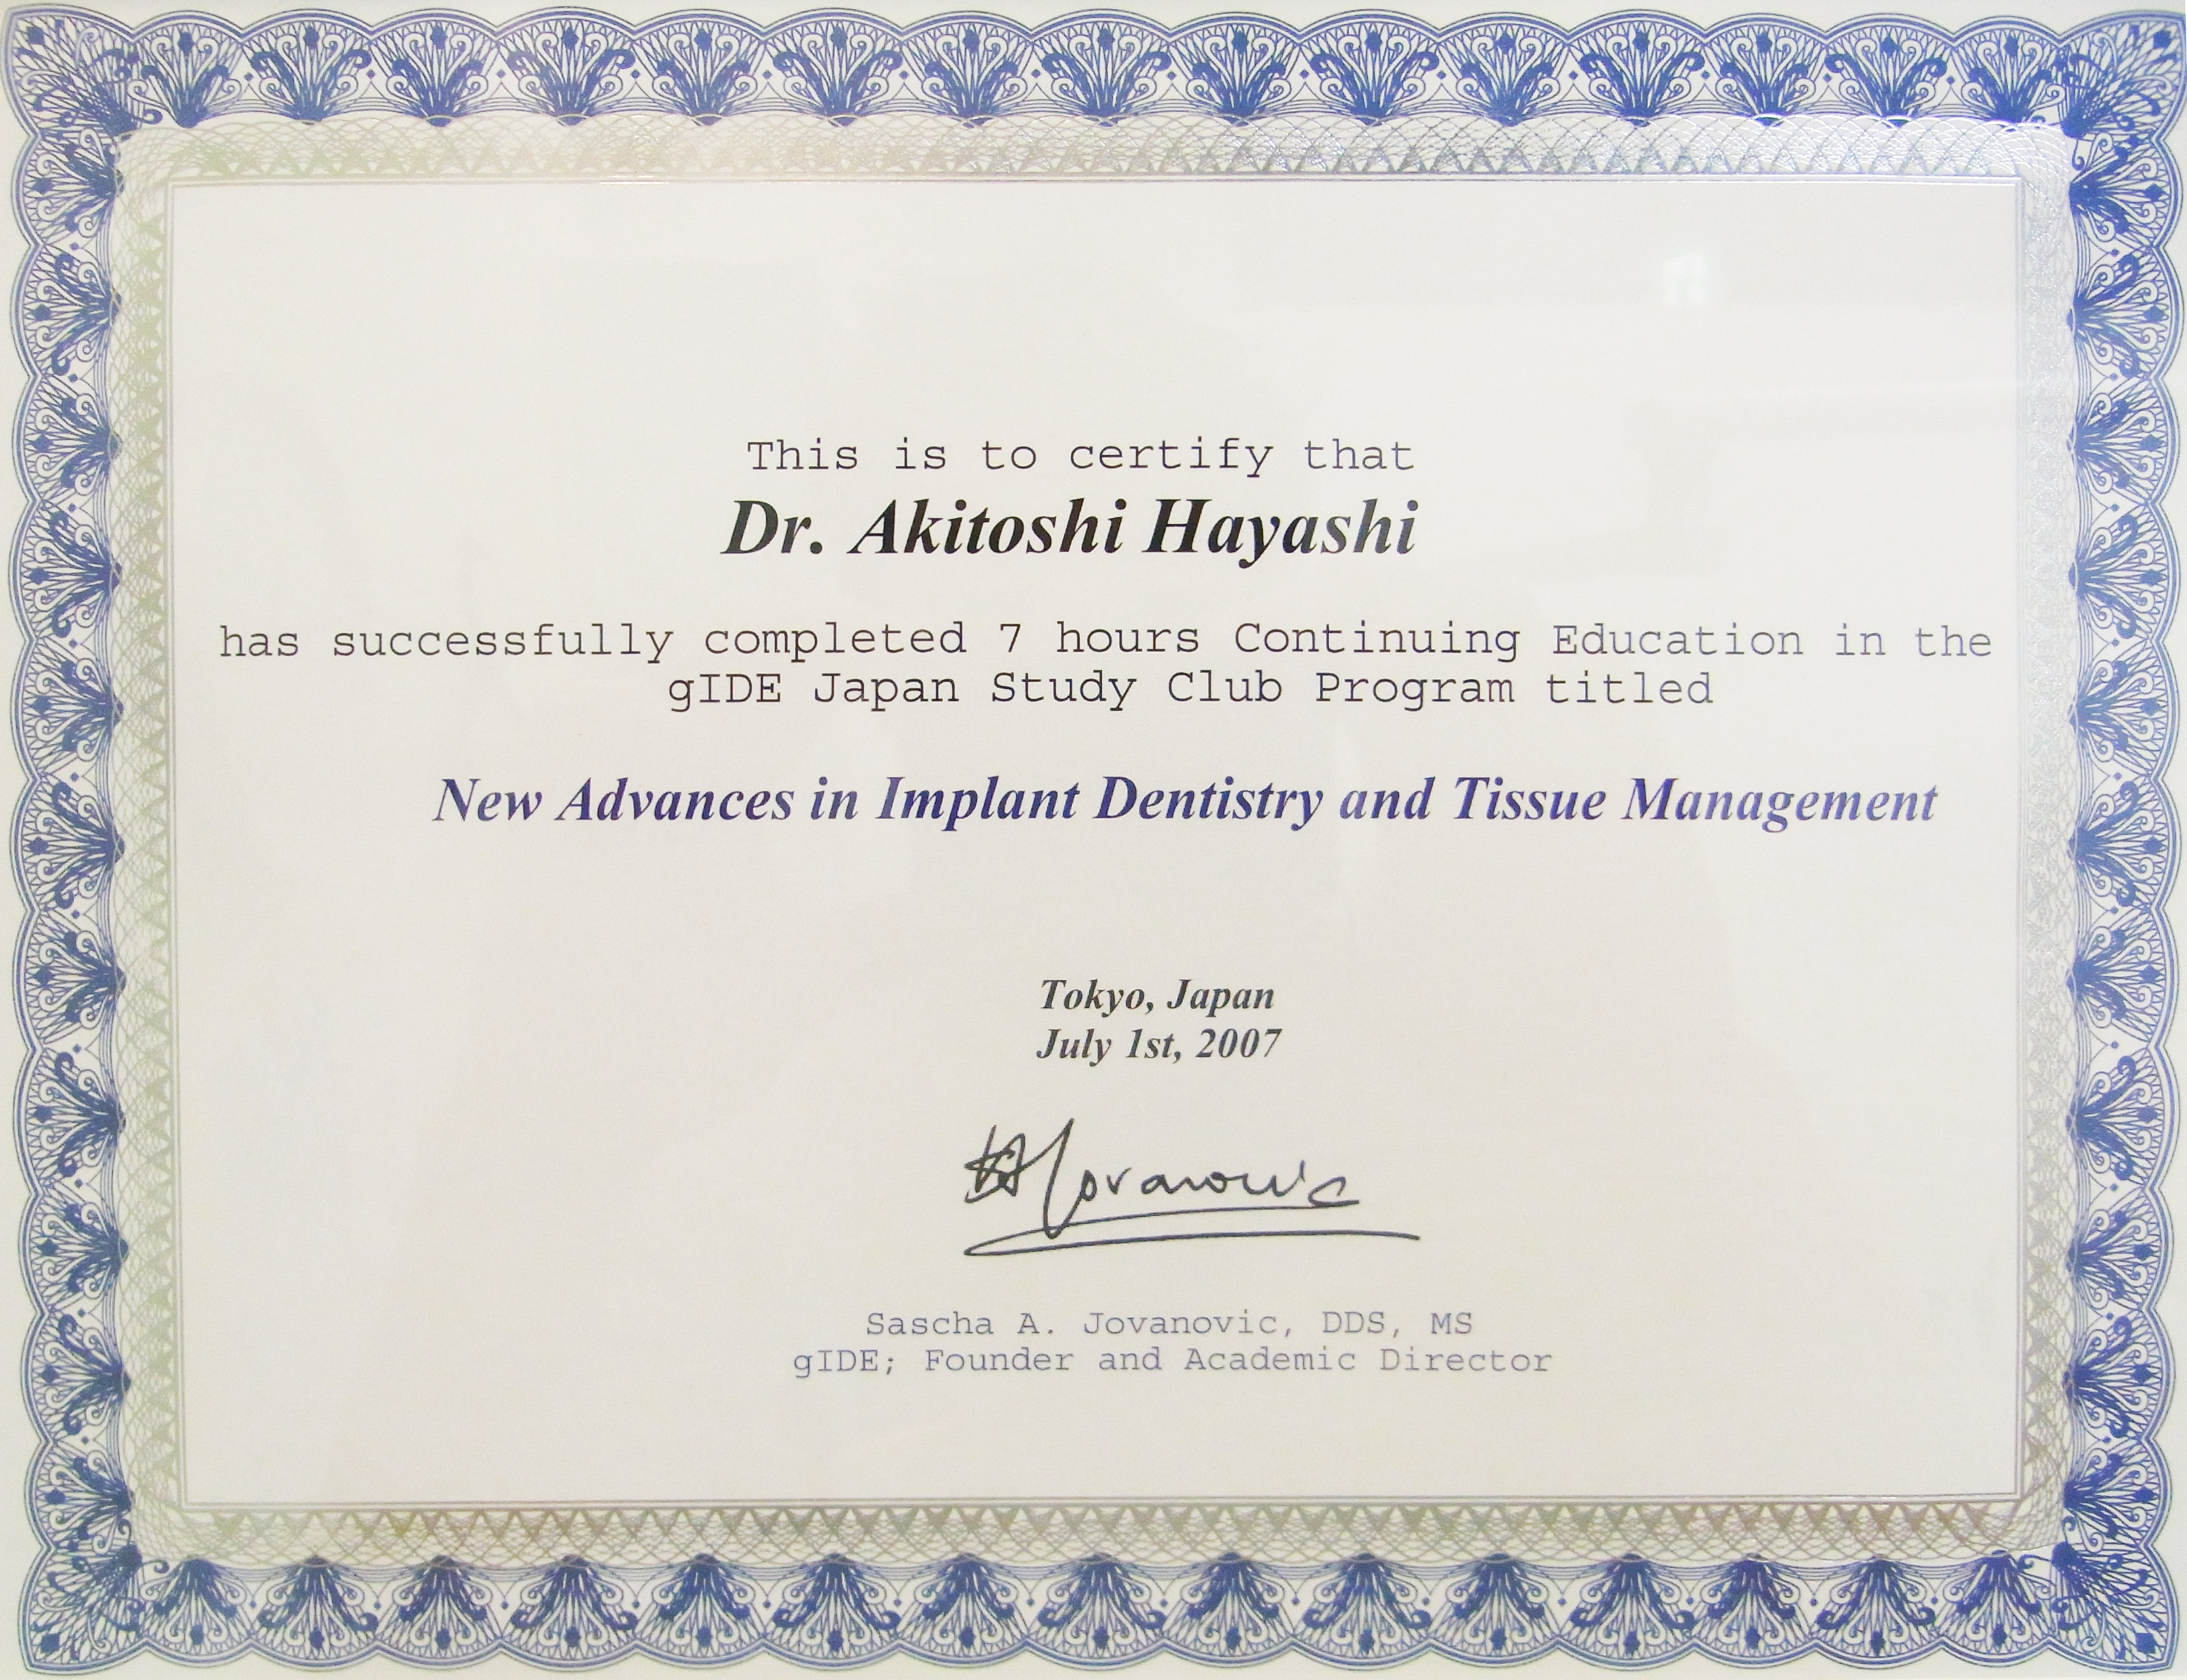 This is to certify that
Dr. Akitoshi Hayashi
has successfully completed 7 hours Continuing Education in the
gIDE Japan Study Club Program titled
New Advances in Implant Dentistry and Tissue Management
Tokyo, Japan
July 1st, 2007
Jovanovic
Sascha A. Jovanovic, DDS, MS
gIDE; Founder and Academic Director